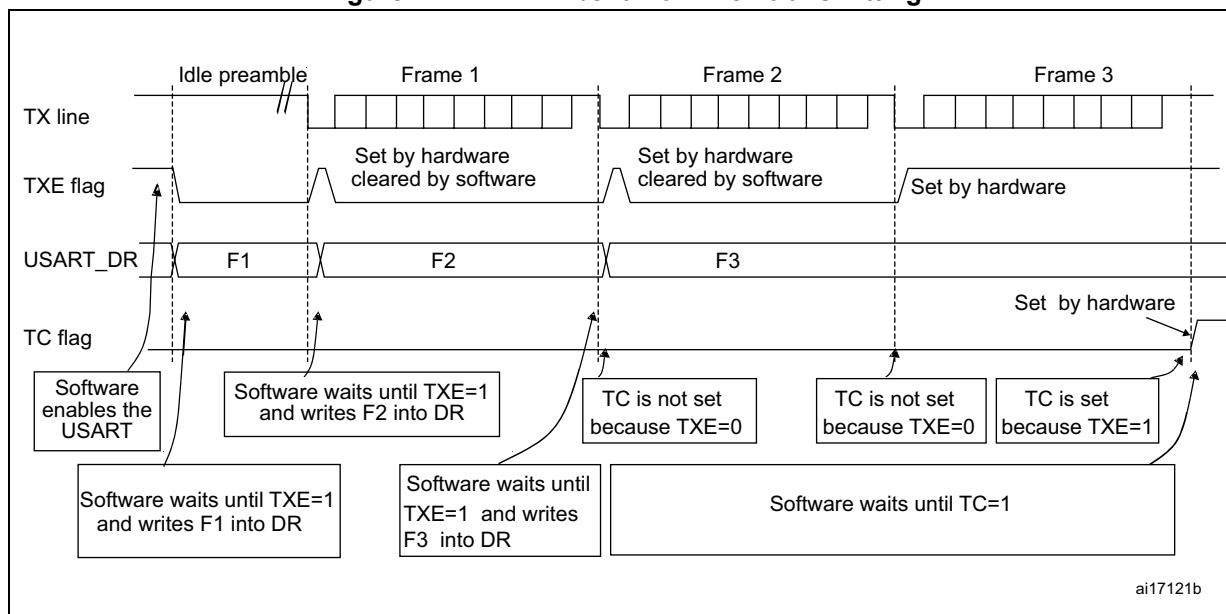 Idle preamble
Frame 1
Frame 2
Frame 3
TX line
Set by hardware
cleared by software
Set by hardware
cleared by software
TXE flag
Set by hardware
USART_DR
F1
F2
F3
Set by hardware
TC flag
Software
enables the
USART
Software waits until TXE=1
and writes F2 into DR
TC is not set
because TXE=0
TC is not set
because TXE=0
TC is set
because TXE=1
Software waits until TXE=1
and writes F1 into DR
Software waits until
TXE=1 and writes
F3 into DR
Software waits until TC=1
ai17121b